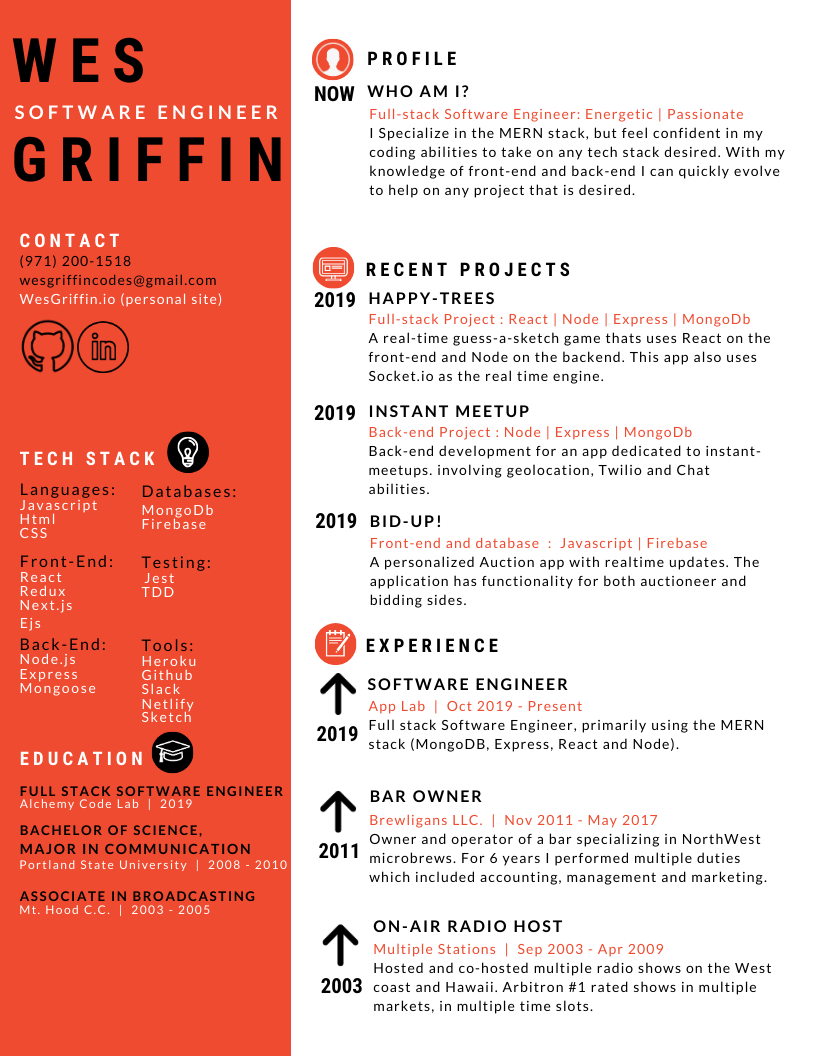 WES
SOFTWARE ENGINEER
GRIFFIN
CONTACT
(971) 200-1518
wesgriffincodes@gmail.com
WesGriffin.io (personal site)
in
TECH STACK
Languages:
Javascript
Html
CSS
Databases:
MongoDb
Firebase
Front-End:
React
Redux
Next.js
Ejs
Testing:
Jest
TDD
Back-End:
Node.js
Express
Mongoose
Tools:
Heroku
Github
Slack
Netlify
Sketch
EDUCATION
FULL STACK SOFTWARE ENGINEER
Alchemy Code Lab | 2019
BACHELOR OF SCIENCE,
MAJOR IN COMMUNICATION
Portland State University | 2008 - 2010
ASSOCIATE IN BROADCASTING
Mt. Hood C.C. | 2003 - 2005
PROFILE
NOW WHO AM I?
Full-stack Software Engineer: Energetic | Passionate
I Specialize in the MERN stack, but feel confident in my
coding abilities to take on any tech stack desired. With my
knowledge of front-end and back-end I can quickly evolve
to help on any project that is desired.
RECENT PROJECTS
2019 HAPPY-TREES
Full-stack Project : React | Node | Express | MongoDb
A real-time guess-a-sketch game thats uses React on the
front-end and Node on the backend. This app also uses
Socket.io as the real time engine.
2019 INSTANT MEETUP
Back-end Project : Node | Express | MongoDb
Back-end development for an app dedicated to instant-
meetups. involving geolocation, Twilio and Chat
abilities.
2019 BID-UP!
Front-end and database : Javascript | Firebase
A personalized Auction app with realtime updates. The
application has functionality for both auctioneer and
bidding sides.
EXPERIENCE
SOFTWARE ENGINEER
App Lab | Oct 2019 - Present
2019 Full stack Software Engineer, primarily using the MERN
stack (MongoDB, Express, React and Node).
BAR OWNER
Brewligans LLC. | Nov 2011 - May 2017
Owner and operator of a bar specializing in NorthWest
2011 microbrews. For 6 years I performed multiple duties
which included accounting, management and marketing.
ON-AIR RADIO HOST
Multiple Stations | Sep 2003 - Apr 2009
Hosted and co-hosted multiple radio shows on the West
2003 coast and Hawaii. Arbitron #1 rated shows in multiple
markets, in multiple time slots.